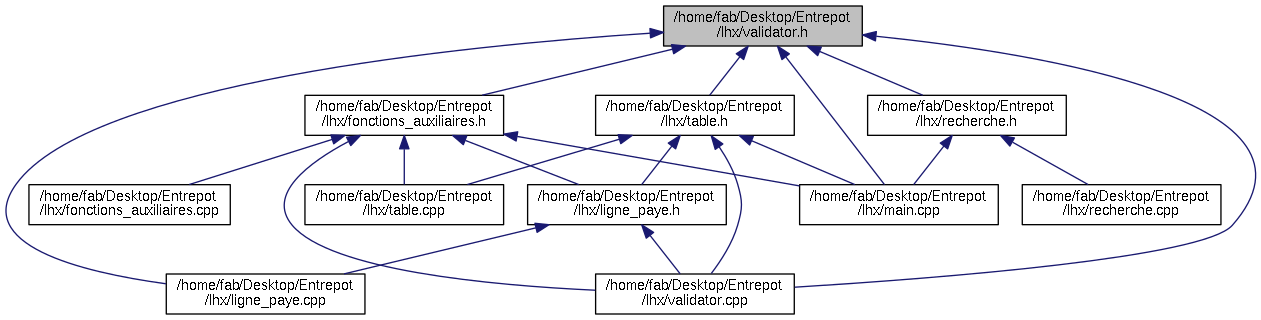 /home/fab/Desktop/Entrepot
/lhx/validator.h
/home/fab/Desktop/Entrepot
/lhx/fonctions_auxiliaires.h
/home/fab/Desktop/Entrepot
/lhx/table.h
/home/fab/Desktop/Entrepot
/lhx/recherche.h
/home/fab/Desktop/Entrepot
/lhx/fonctions_auxiliaires.cpp
/home/fab/Desktop/Entrepot
/lhx/table.cpp
/home/fab/Desktop/Entrepot
/lhx/ligne_paye.h
/home/fab/Desktop/Entrepot
/lhx/main.cpp
/home/fab/Desktop/Entrepot
/lhx/recherche.cpp
/home/fab/Desktop/Entrepot
/lhx/ligne_paye.cpp
/home/fab/Desktop/Entrepot
/lhx/validator.cpp